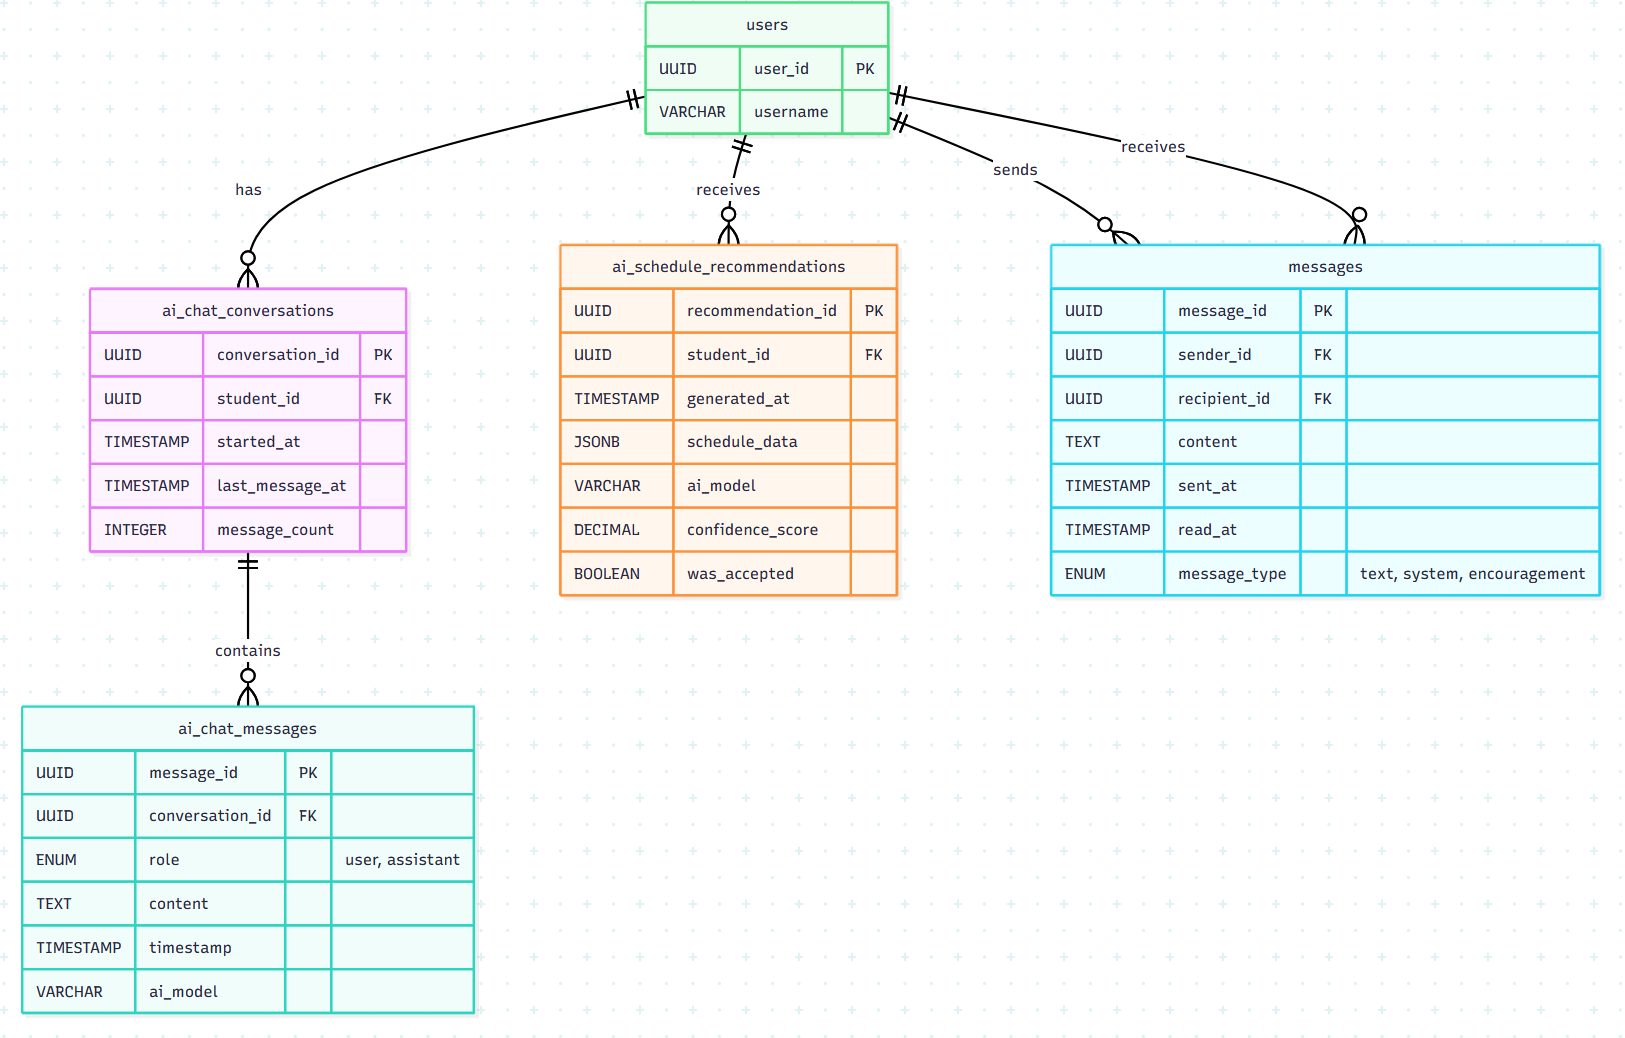 users
UUID user_id PK
VARCHAR username
has
receives
sends
receives
ai_chat_conversations
UUID conversation_id PK
UUID student_id FK
TIMESTAMP started_at
TIMESTAMP last_message_at
INTEGER message_count
ai_schedule_recommendations
UUID recommendation_id PK
UUID student_id FK
TIMESTAMP generated_at
JSONB schedule_data
VARCHAR ai_model
DECIMAL confidence_score
BOOLEAN was_accepted
messages
UUID message_id PK
UUID sender_id FK
UUID recipient_id FK
TEXT content
TIMESTAMP sent_at
TIMESTAMP read_at
ENUM message_type text, system, encouragement
contains
ai_chat_messages
UUID message_id PK
UUID conversation_id FK
ENUM role user, assistant
TEXT content
TIMESTAMP timestamp
VARCHAR ai_model